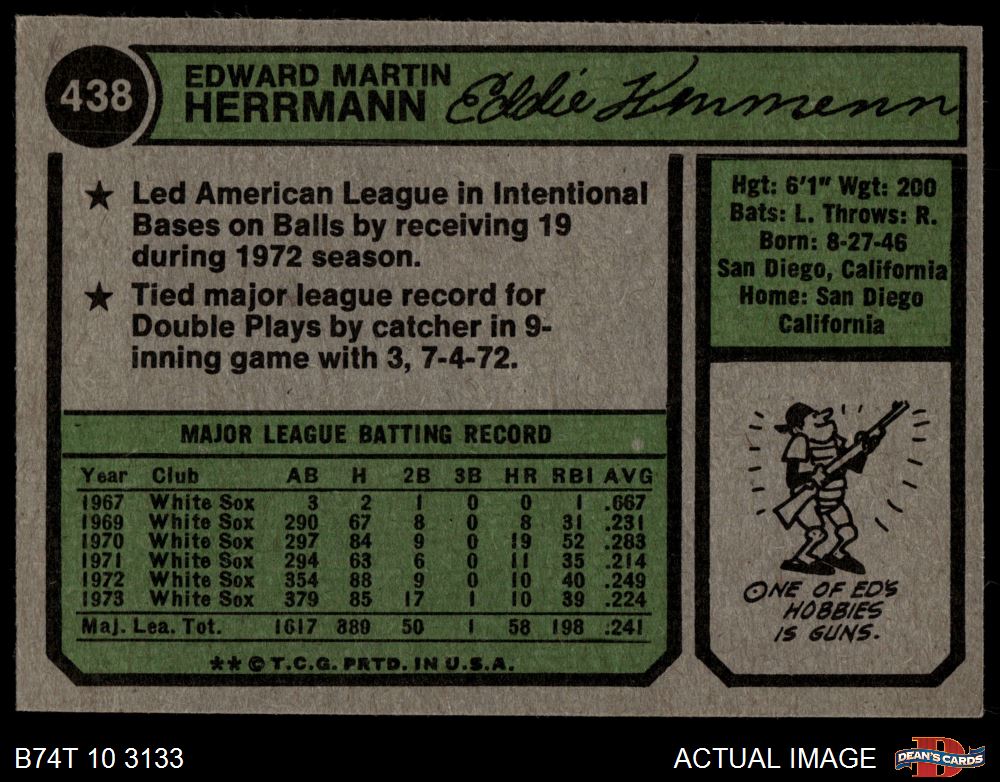 438
EDWARD MARTIN
HERRMANN
Eddie Herrmann
★ Led American League in Intentional
Bases on Balls by receiving 19
during 1972 season.
★ Tied major league record for
Double Plays by catcher in 9-
inning game with 3, 7-4-72.
MAJOR LEAGUE BATTING RECORD
Year Club AB H 2B 3B HR RBI AVG
1967 White Sox 3 2 1 0 0 1 .667
1969 White Sox 290 67 8 0 8 31 .231
1970 White Sox 297 84 9 0 19 52 .283
1971 White Sox 294 63 6 0 11 35 .214
1972 White Sox 354 88 9 0 10 40 .249
1973 White Sox 379 85 17 1 10 39 .224
Maj. Lea. Tot. 1617 389 50 1 58 198 .241
** © T.C.G. PRTD. IN U.S.A.
Hgt: 6'1" Wgt: 200
Bats: L. Throws: R.
Born: 8-27-46
San Diego, California
Home: San Diego
California
ONE OF ED'S
HOBBIES
IS GUNS.
B74T 10 3133
ACTUAL IMAGE
D
DEAN'S CARDS